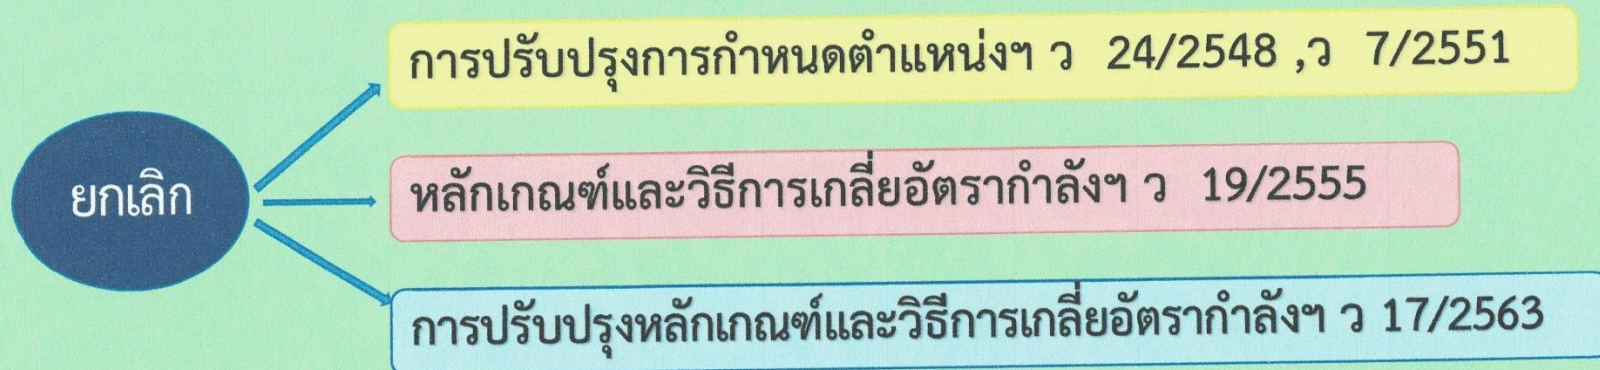 การปรับปรุงการกำหนดตำแหน่งฯ ว 24/2548 ,ว 7/2551
ยกเลิก
หลักเกณฑ์และวิธีการเกลี่ยอัตรากำลังฯ ว 19/2555
การปรับปรุงหลักเกณฑ์และวิธีการเกลี่ยอัตรากำลังฯ ว 17/2563